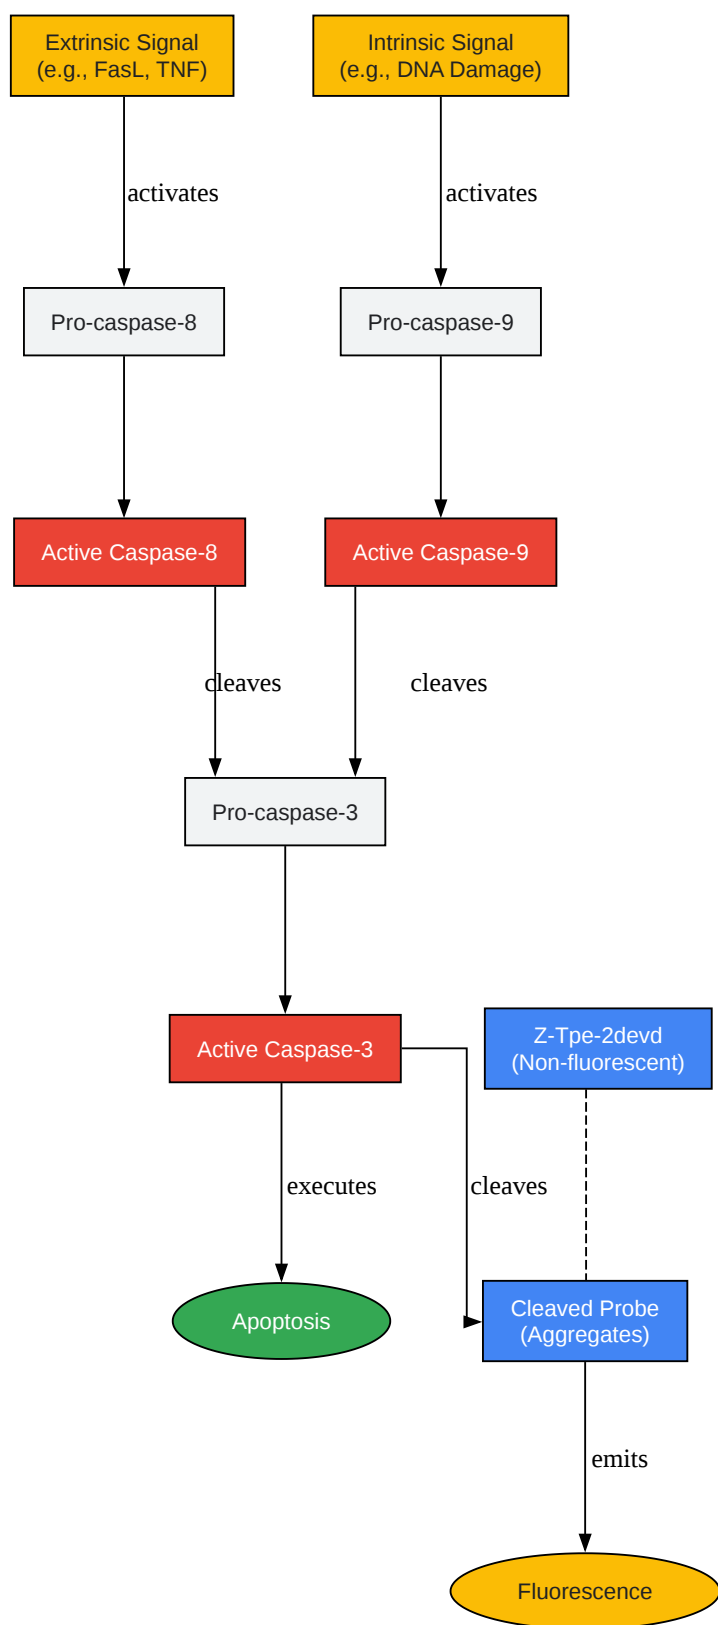 Extrinsic Signal
(e.g., FasL, TNF)
Intrinsic Signal
(e.g., DNA Damage)
activates
activates
Pro-caspase-8
Pro-caspase-9
Active Caspase-8
Active Caspase-9
cleaves
cleaves
Pro-caspase-3
Active Caspase-3
Z-Tpe-2devd
(Non-fluorescent)
executes
cleaves
Apoptosis
Cleaved Probe
(Aggregates)
emits
Fluorescence